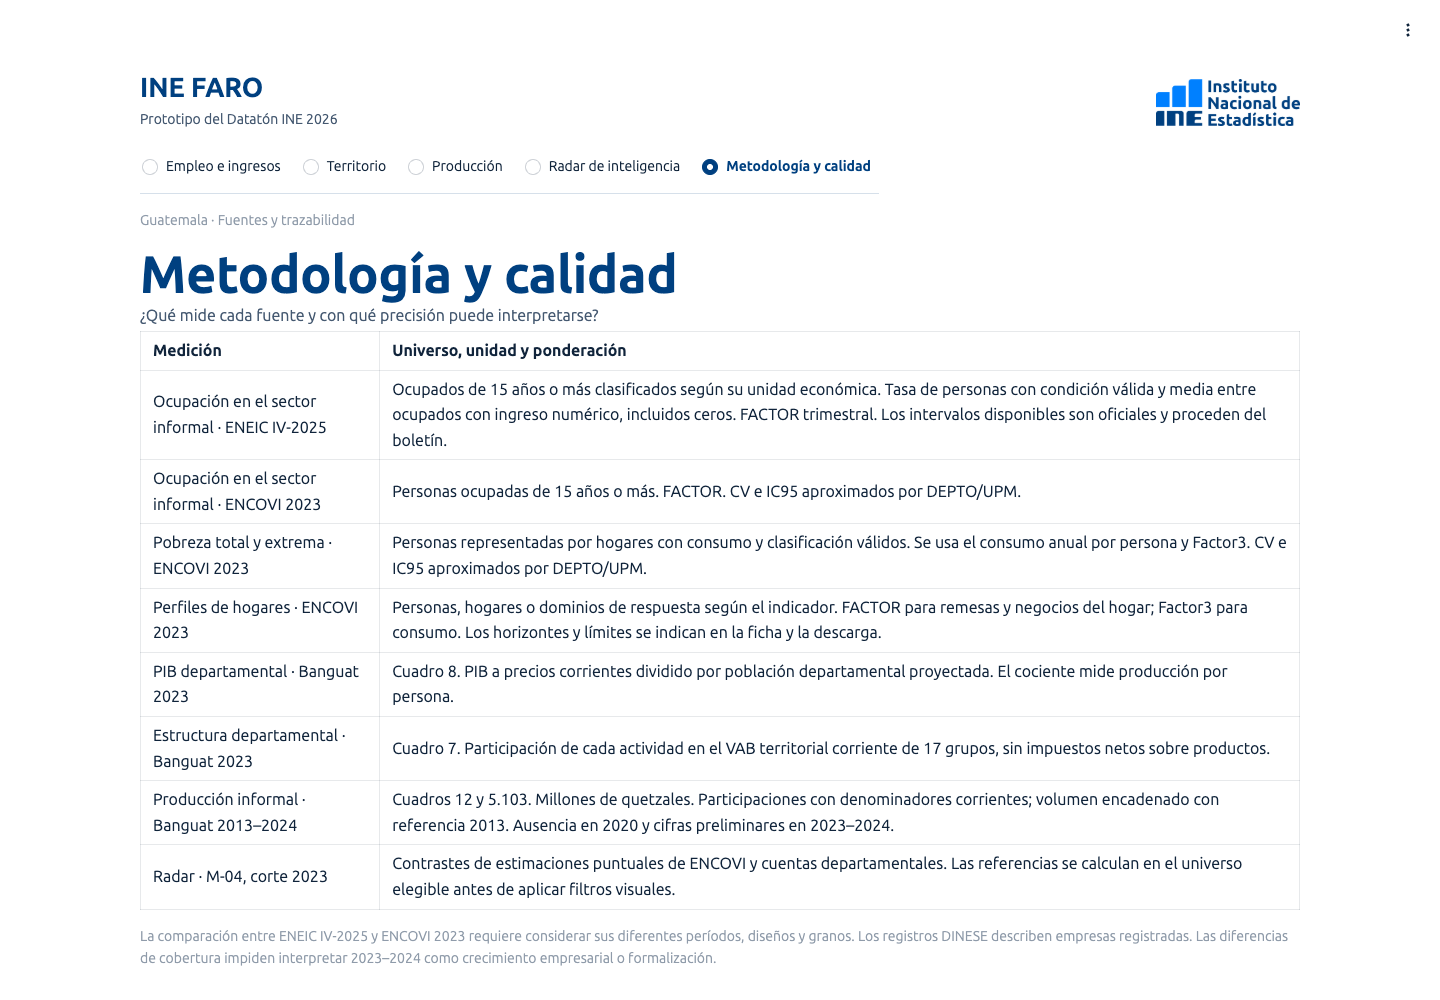 INE FARO
Prototipo del Datatón INE 2026
INE
Instituto
Nacional de
Estadística
Empleo e ingresos
Territorio
Producción
Radar de inteligencia
Metodología y calidad
Guatemala · Fuentes y trazabilidad
Metodología y calidad
¿Qué mide cada fuente y con qué precisión puede interpretarse?
Medición
Universo, unidad y ponderación
Ocupación en el sector
informal · ENEIC IV-2025
Ocupados de 15 años o más clasificados según su unidad económica. Tasa de personas con condición válida y media entre
ocupados con ingreso numérico, incluidos ceros. FACTOR trimestral. Los intervalos disponibles son oficiales y proceden del
boletín.
Ocupación en el sector
informal · ENCOVI 2023
Personas ocupadas de 15 años o más. FACTOR. CV e IC95 aproximados por DEPTO/UPM.
Pobreza total y extrema ·
ENCOVI 2023
Personas representadas por hogares con consumo y clasificación válidos. Se usa el consumo anual por persona y Factor3. CV e
IC95 aproximados por DEPTO/UPM.
Perfiles de hogares · ENCOVI
2023
Personas, hogares o dominios de respuesta según el indicador. FACTOR para remesas y negocios del hogar; Factor3 para
consumo. Los horizontes y límites se indican en la ficha y la descarga.
PIB departamental · Banguat
2023
Cuadro 8. PIB a precios corrientes dividido por población departamental proyectada. El cociente mide producción por
persona.
Estructura departamental ·
Banguat 2023
Cuadro 7. Participación de cada actividad en el VAB territorial corriente de 17 grupos, sin impuestos netos sobre productos.
Producción informal ·
Banguat 2013–2024
Cuadros 12 y 5.103. Millones de quetzales. Participaciones con denominadores corrientes; volumen encadenado con
referencia 2013. Ausencia en 2020 y cifras preliminares en 2023–2024.
Radar · M-04, corte 2023
Contrastes de estimaciones puntuales de ENCOVI y cuentas departamentales. Las referencias se calculan en el universo
elegible antes de aplicar filtros visuales.
La comparación entre ENEIC IV-2025 y ENCOVI 2023 requiere considerar sus diferentes períodos, diseños y granos. Los registros DINESE describen empresas registradas. Las diferencias
de cobertura impiden interpretar 2023–2024 como crecimiento empresarial o formalización.